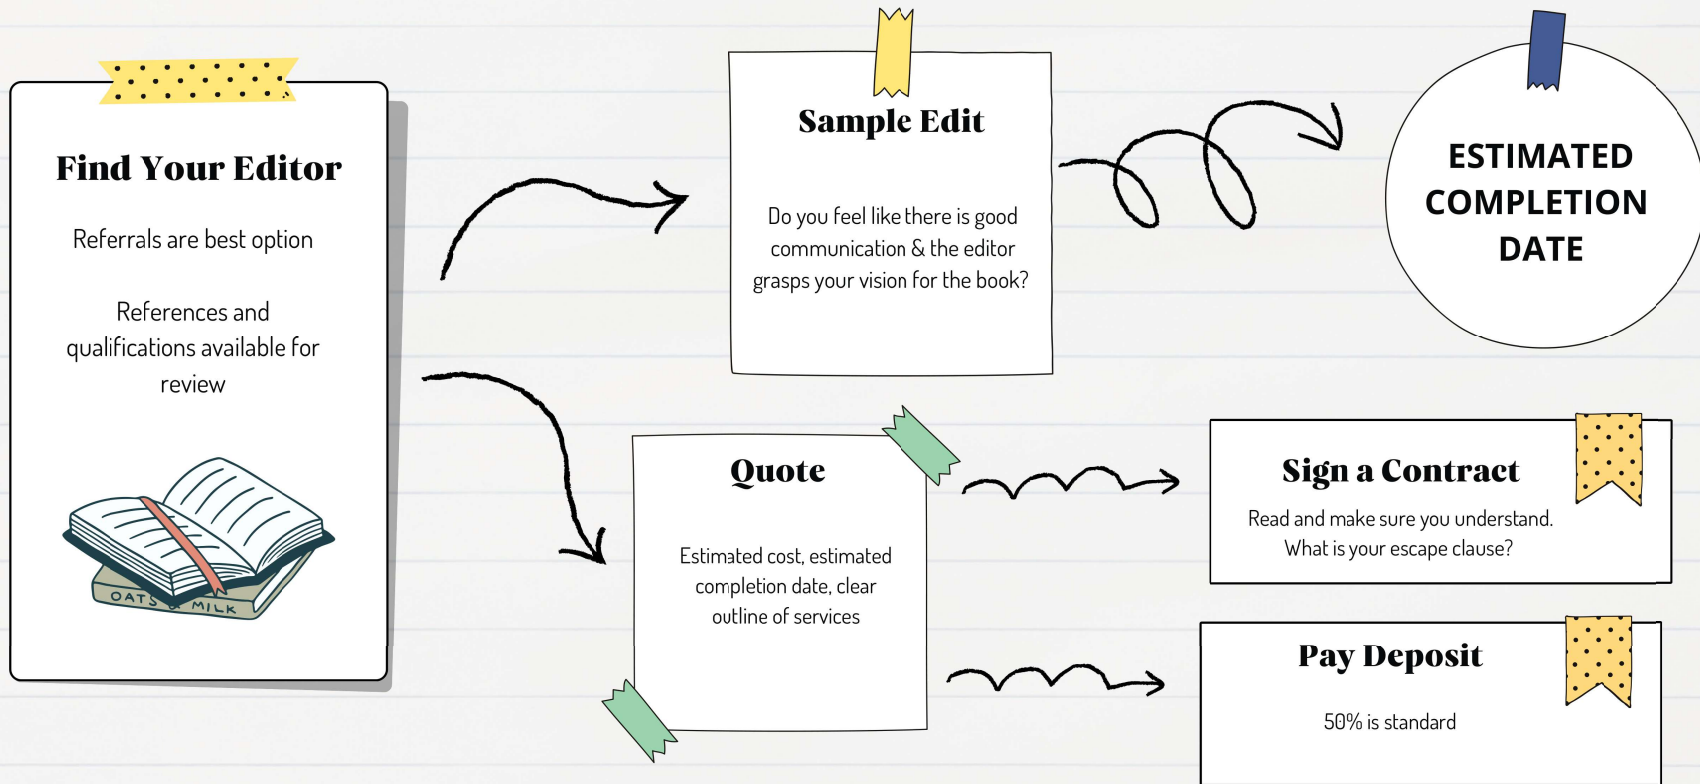 Find Your Editor
Referrals are best option
References and
qualifications available for
review
OATS & MILK
Sample Edit
Do you feel like there is good
communication & the editor
grasps your vision for the book?
ESTIMATED
COMPLETION
DATE
Quote
Estimated cost, estimated
completion date, clear
outline of services
Sign a Contract
Read and make sure you understand.
What is your escape clause?
Pay Deposit
50% is standard